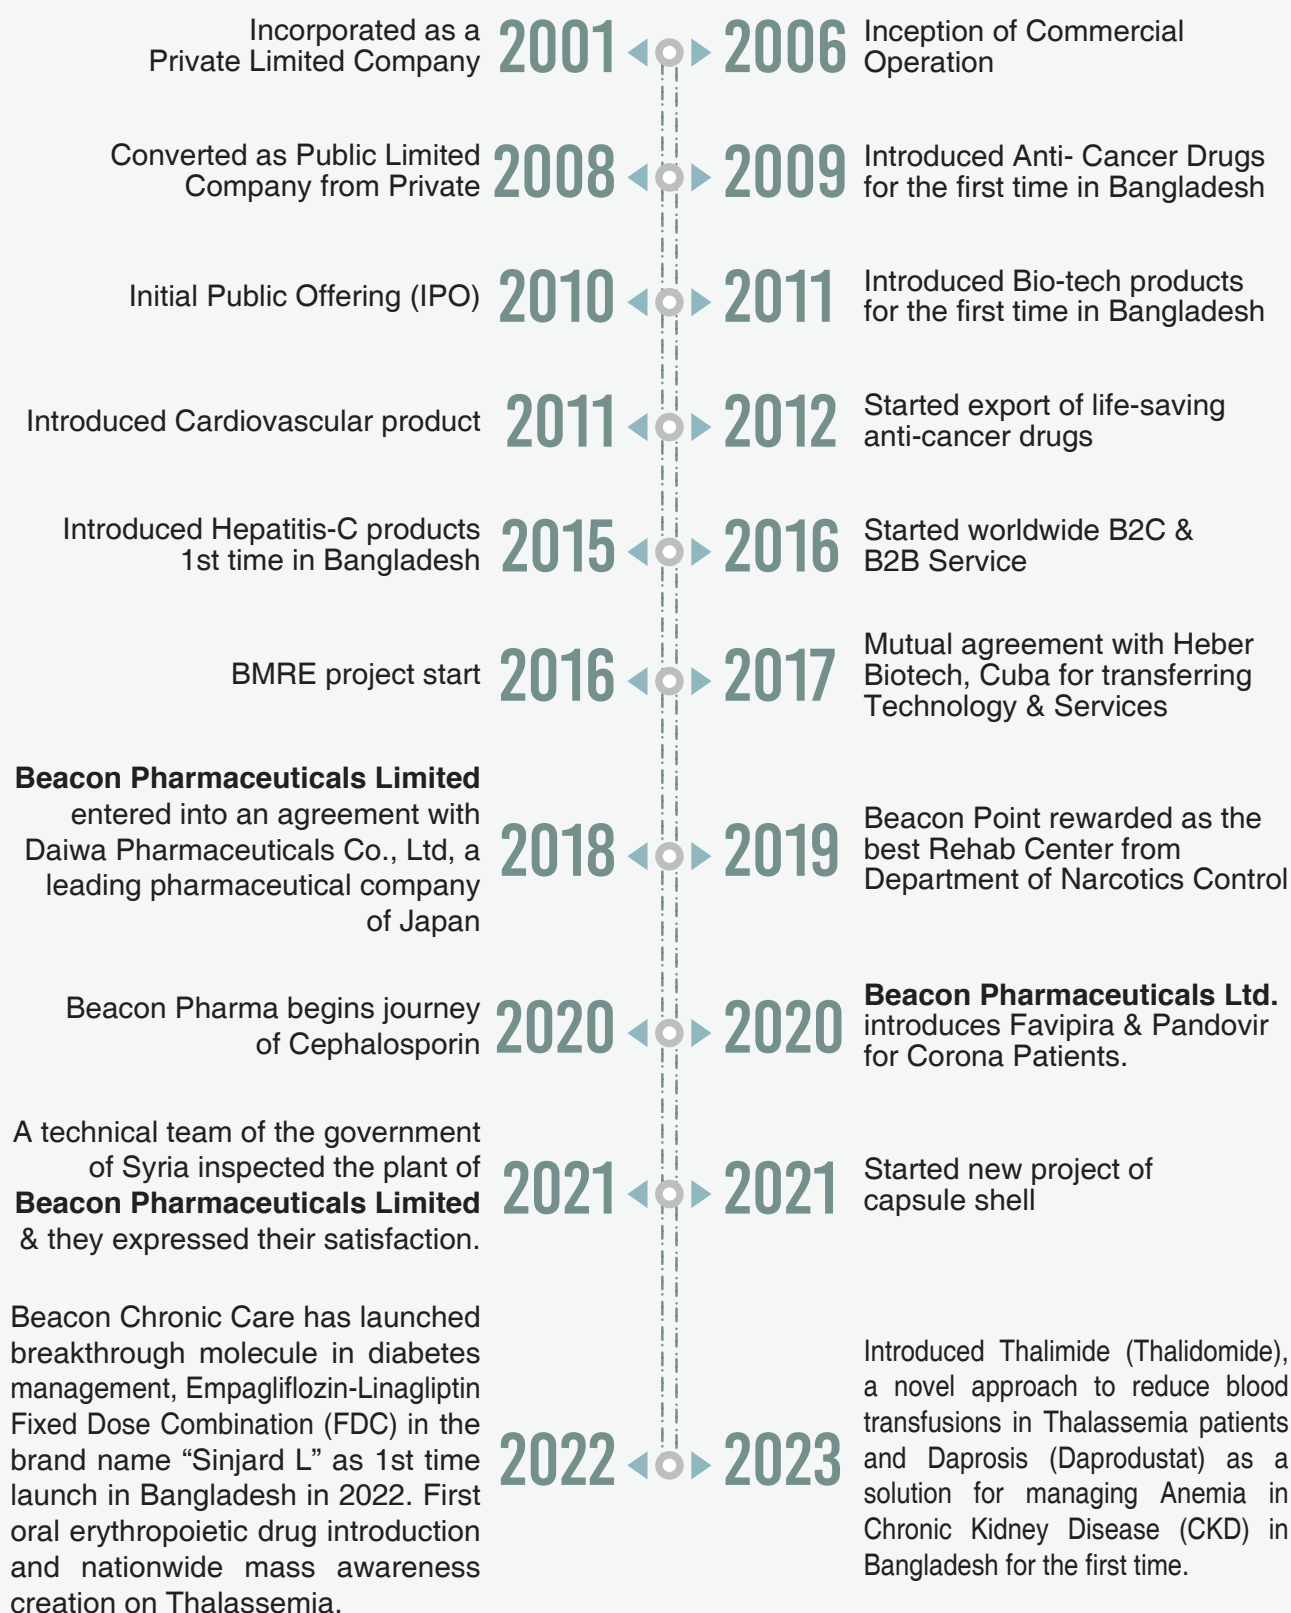 Incorporated as a
Private Limited Company
2001
2006
Inception of Commercial
Operation
Converted as Public Limited
Company from Private
2008
2009
Introduced Anti- Cancer Drugs
for the first time in Bangladesh
Initial Public Offering (IPO)
2010
2011
Introduced Bio-tech products
for the first time in Bangladesh
Introduced Cardiovascular product
2011
2012
Started export of life-saving
anti-cancer drugs
Introduced Hepatitis-C products
1st time in Bangladesh
2015
2016
Started worldwide B2C &
B2B Service
BMRE project start
2016
2017
Mutual agreement with Heber
Biotech, Cuba for transferring
Technology & Services
Beacon Pharmaceuticals Limited
entered into an agreement with
Daiwa Pharmaceuticals Co., Ltd, a
leading pharmaceutical company
of Japan
2018
2019
Beacon Point rewarded as the
best Rehab Center from
Department of Narcotics Control
Beacon Pharma begins journey
of Cephalosporin
2020
2020
Beacon Pharmaceuticals Ltd.
introduces Favipira & Pandovir
for Corona Patients.
A technical team of the government
of Syria inspected the plant of
Beacon Pharmaceuticals Limited
& they expressed their satisfaction.
2021
2021
Started new project of
capsule shell
Beacon Chronic Care has launched
breakthrough molecule in diabetes
management, Empagliflozin-Linagliptin
Fixed Dose Combination (FDC) in the
brand name “Sinjard L” as 1st time
launch in Bangladesh in 2022. First
oral erythropoietic drug introduction
and nationwide mass awareness
creation on Thalassemia.
2022
2023
Introduced Thalimide (Thalidomide),
a novel approach to reduce blood
transfusions in Thalassemia patients
and Daprosis (Daprodustat) as a
solution for managing Anemia in
Chronic Kidney Disease (CKD) in
Bangladesh for the first time.